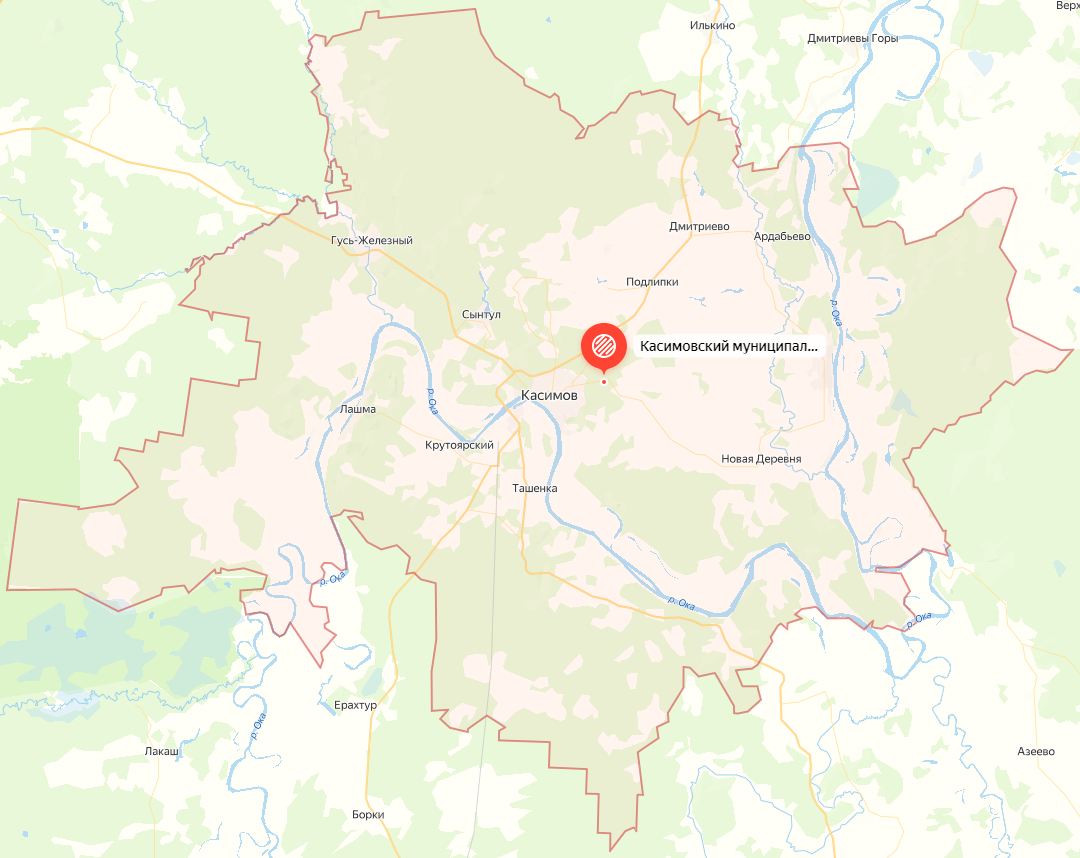 Верх
Илькино
Дмитриевы Горы
Дмитриево
Ардабьево
Гусь-Железный
Подлипки
р. Ока
Сынтул
Касимовский муниципал...
Касимов
р. Ока
Лашма
Крутоярский
Новая Деревня
Ташенка
р. Ока
р. Ока
р. Ока
Ерахтур
р. Ока
Лакаш
Азеево
Борки